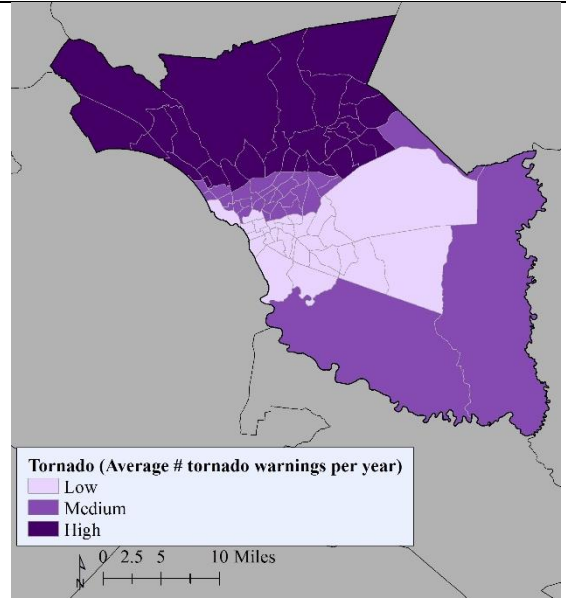 Tornado (Average # tornado warnings per year)
Low
Medium
High
0 2.5 5 10 Miles
N